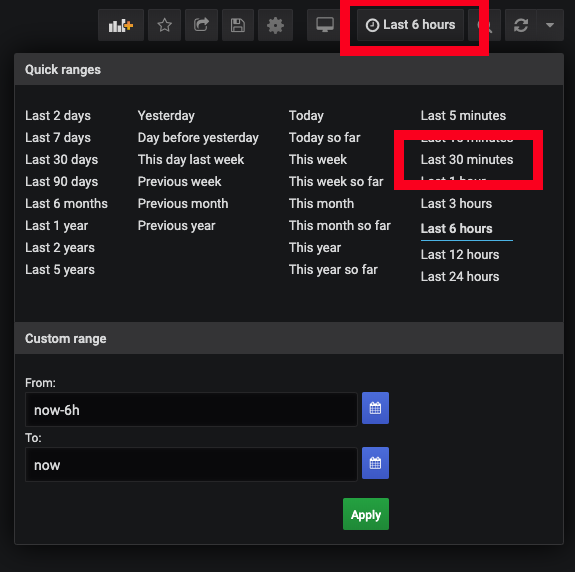 Last 6 hours
Quick ranges
Last 2 days
Last 7 days
Last 30 days
Last 90 days
Last 6 months
Last 1 year
Last 2 years
Last 5 years
Yesterday
Day before yesterday
This day last week
Previous week
Previous month
Previous year
Today
Today so far
This week
This week so far
This month
This month so far
This year
This year so far
Last 5 minutes
Last 15 minutes
Last 30 minutes
Last 1 hour
Last 3 hours
Last 6 hours
Last 12 hours
Last 24 hours
Custom range
From:
now-6h
To:
now
Apply